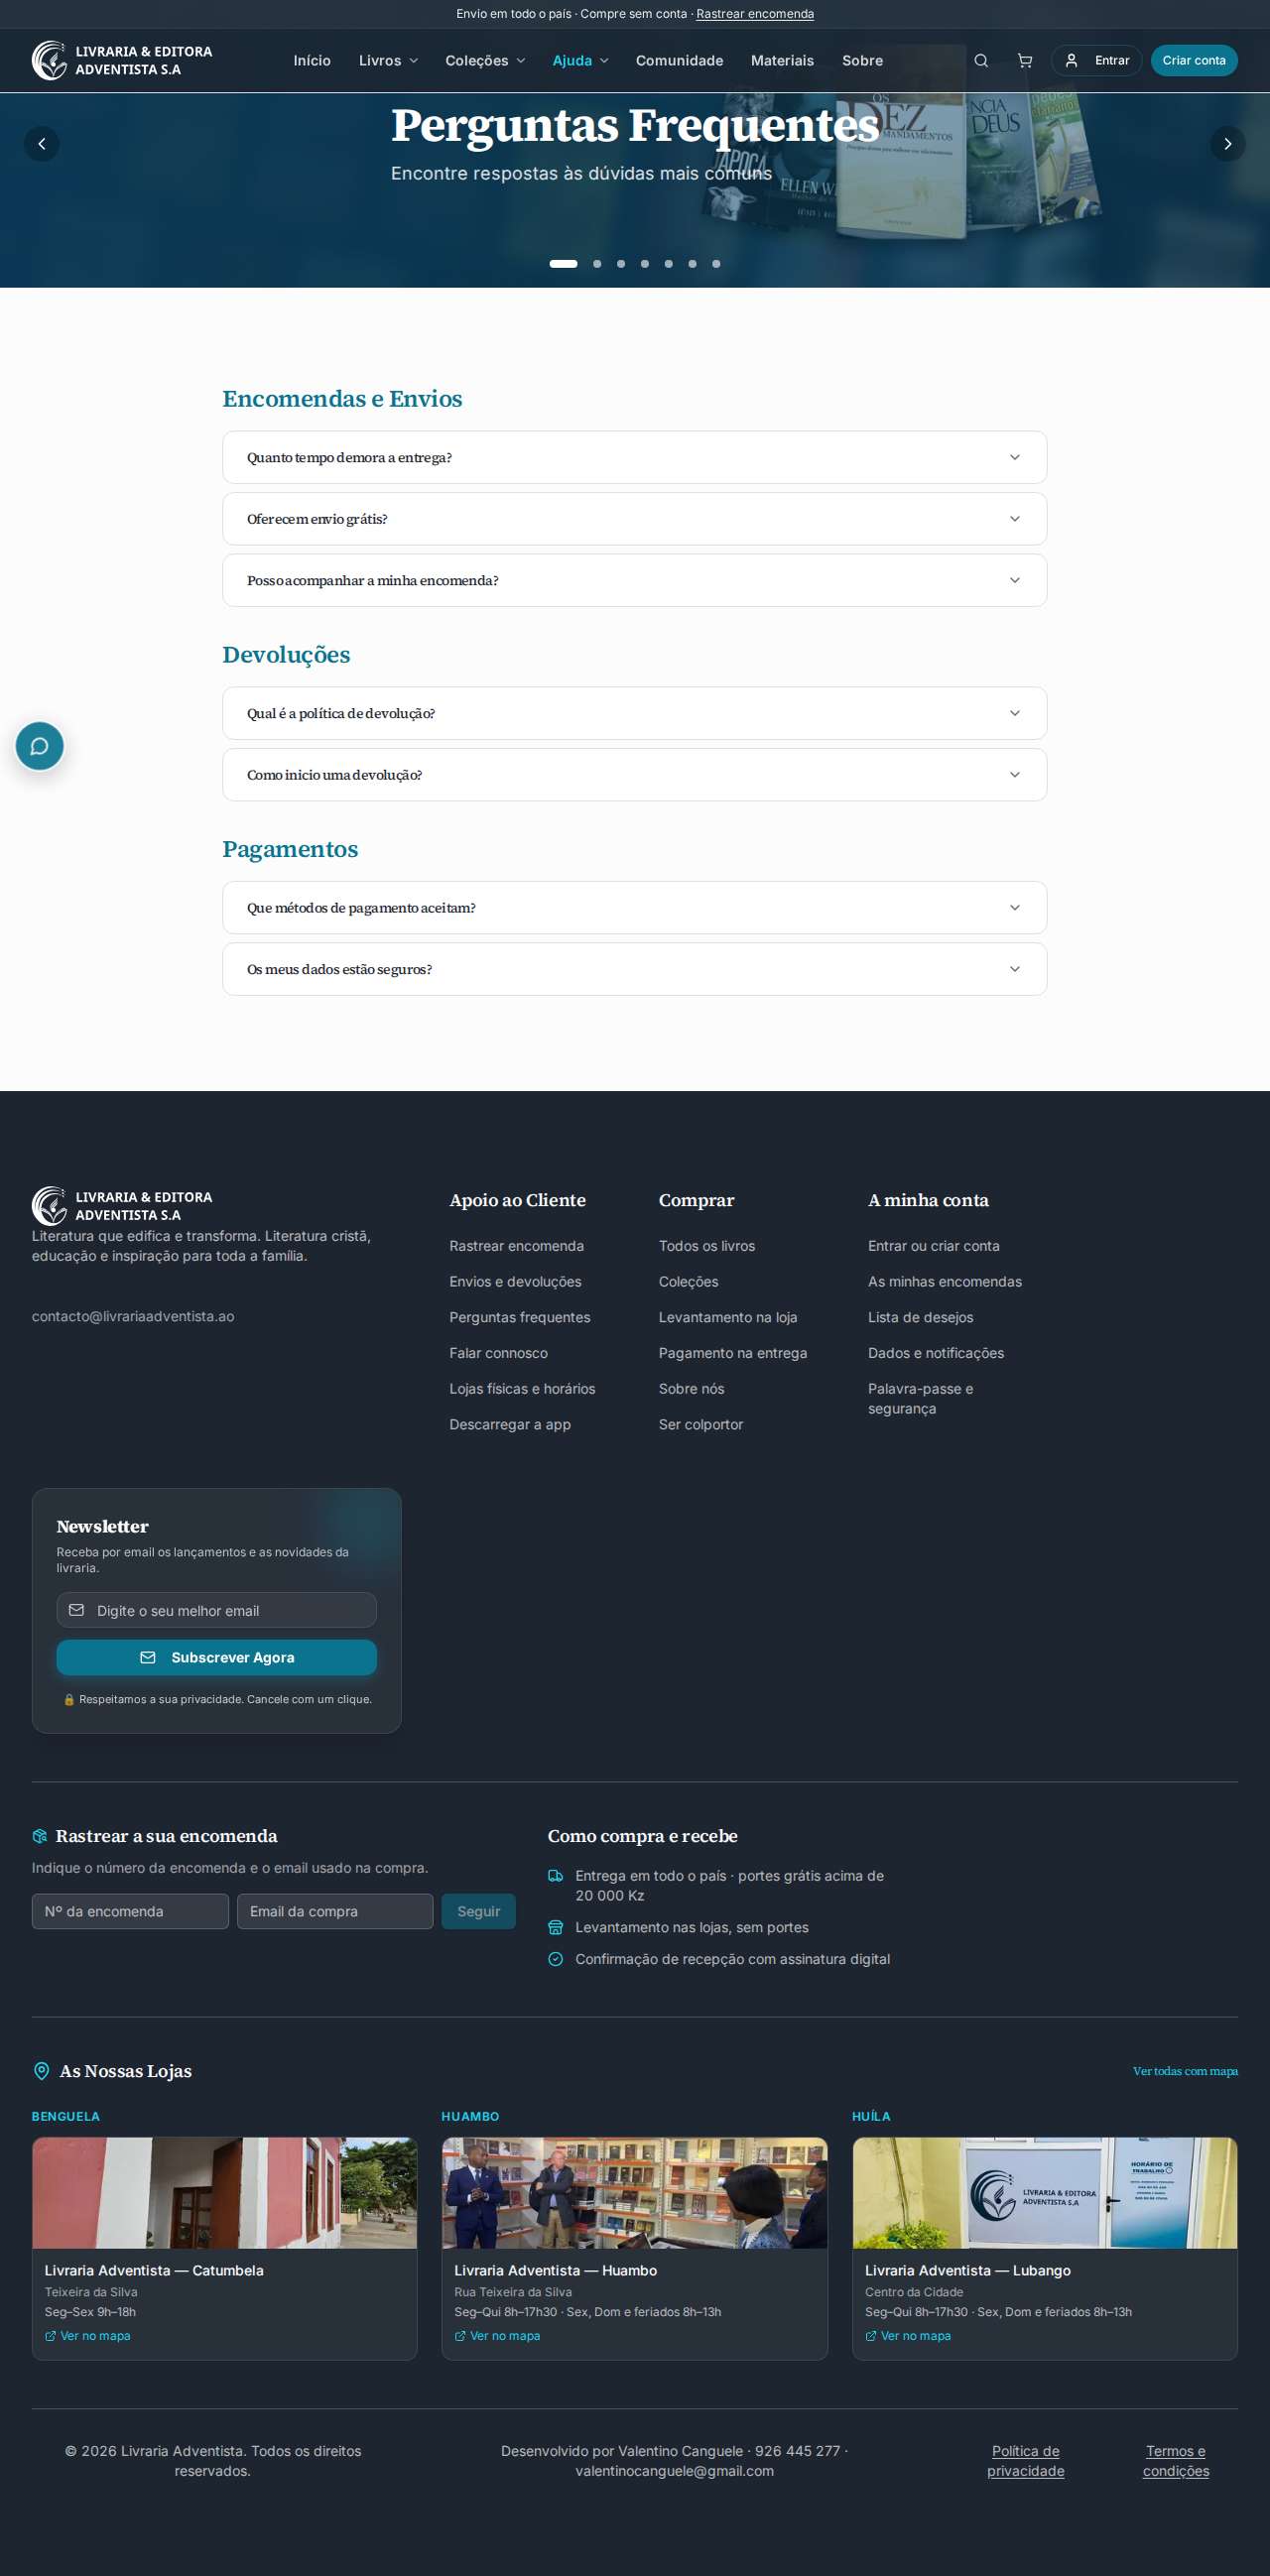 Envio em todo o país · Compre sem conta · Rastrear encomenda
LIVRARIA & EDITORA
ADVENTISTA S.A
Início
Livros
Coleções
Ajuda
Comunidade
Materiais
Sobre
Entrar
Criar conta
Perguntas Frequentes
Encontre respostas às dúvidas mais comuns
Encomendas e Envios
Quanto tempo demora a entrega?
Oferecem envio grátis?
Posso acompanhar a minha encomenda?
Devoluções
Qual é a política de devolução?
Como inicio uma devolução?
Pagamentos
Que métodos de pagamento aceitam?
Os meus dados estão seguros?
LIVRARIA & EDITORA
ADVENTISTA S.A
Literatura que edifica e transforma. Literatura cristã,
educação e inspiração para toda a família.
contacto@livrariaadventista.ao
Apoio ao Cliente
Rastrear encomenda
Envios e devoluções
Perguntas frequentes
Falar connosco
Lojas físicas e horários
Descarregar a app
Comprar
Todos os livros
Coleções
Levantamento na loja
Pagamento na entrega
Sobre nós
Ser colportor
A minha conta
Entrar ou criar conta
As minhas encomendas
Lista de desejos
Dados e notificações
Palavra-passe e
segurança
Newsletter
Receba por email os lançamentos e as novidades da
livraria.
Digite o seu melhor email
Subscrever Agora
🔒 Respeitamos a sua privacidade. Cancele com um clique.
Rastrear a sua encomenda
Indique o número da encomenda e o email usado na compra.
Nº da encomenda
Email da compra
Seguir
Como compra e recebe
Entrega em todo o país · portes grátis acima de
20 000 Kz
Levantamento nas lojas, sem portes
Confirmação de recepção com assinatura digital
As Nossas Lojas
Ver todas com mapa
BENGUELA
Livraria Adventista — Catumbela
Teixeira da Silva
Seg–Sex 9h–18h
Ver no mapa
HUAMBO
Livraria Adventista — Huambo
Rua Teixeira da Silva
Seg–Qui 8h–17h30 · Sex, Dom e feriados 8h–13h
Ver no mapa
HUÍLA
LIVRARIA & EDITORA
ADVENTISTA S.A
HORÁRIO DE
TRABALHO
Livraria Adventista — Lubango
Centro da Cidade
Seg–Qui 8h–17h30 · Sex, Dom e feriados 8h–13h
Ver no mapa
© 2026 Livraria Adventista. Todos os direitos
reservados.
Desenvolvido por Valentino Canguele · 926 445 277 ·
valentinocanguele@gmail.com
Política de
privacidade
Termos e
condições